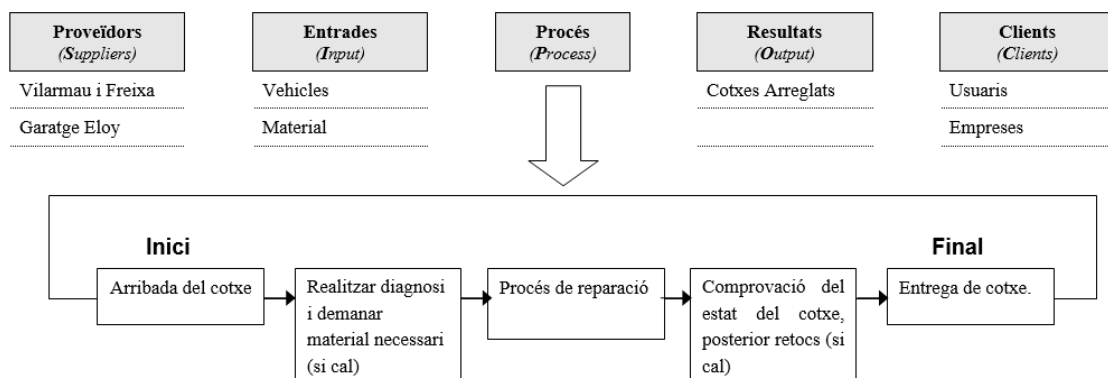 Proveïdors
(Suppliers)
Entrades
(Input)
Procés
(Process)
Resultats
(Output)
Clients
(Clients)
Vilarmau i Freixa
Vehicles
Cotxes Arreglats
Usuaris
Garatge Eloy
Material
Empreses
Inici
Final
Arribada del cotxe
Realitzar diagnosi
i demanar
material necessari
(si cal)
Procés de reparació
Comprovació del
estat del cotxe,
posterior retocs (si
cal)
Entrega de cotxe.